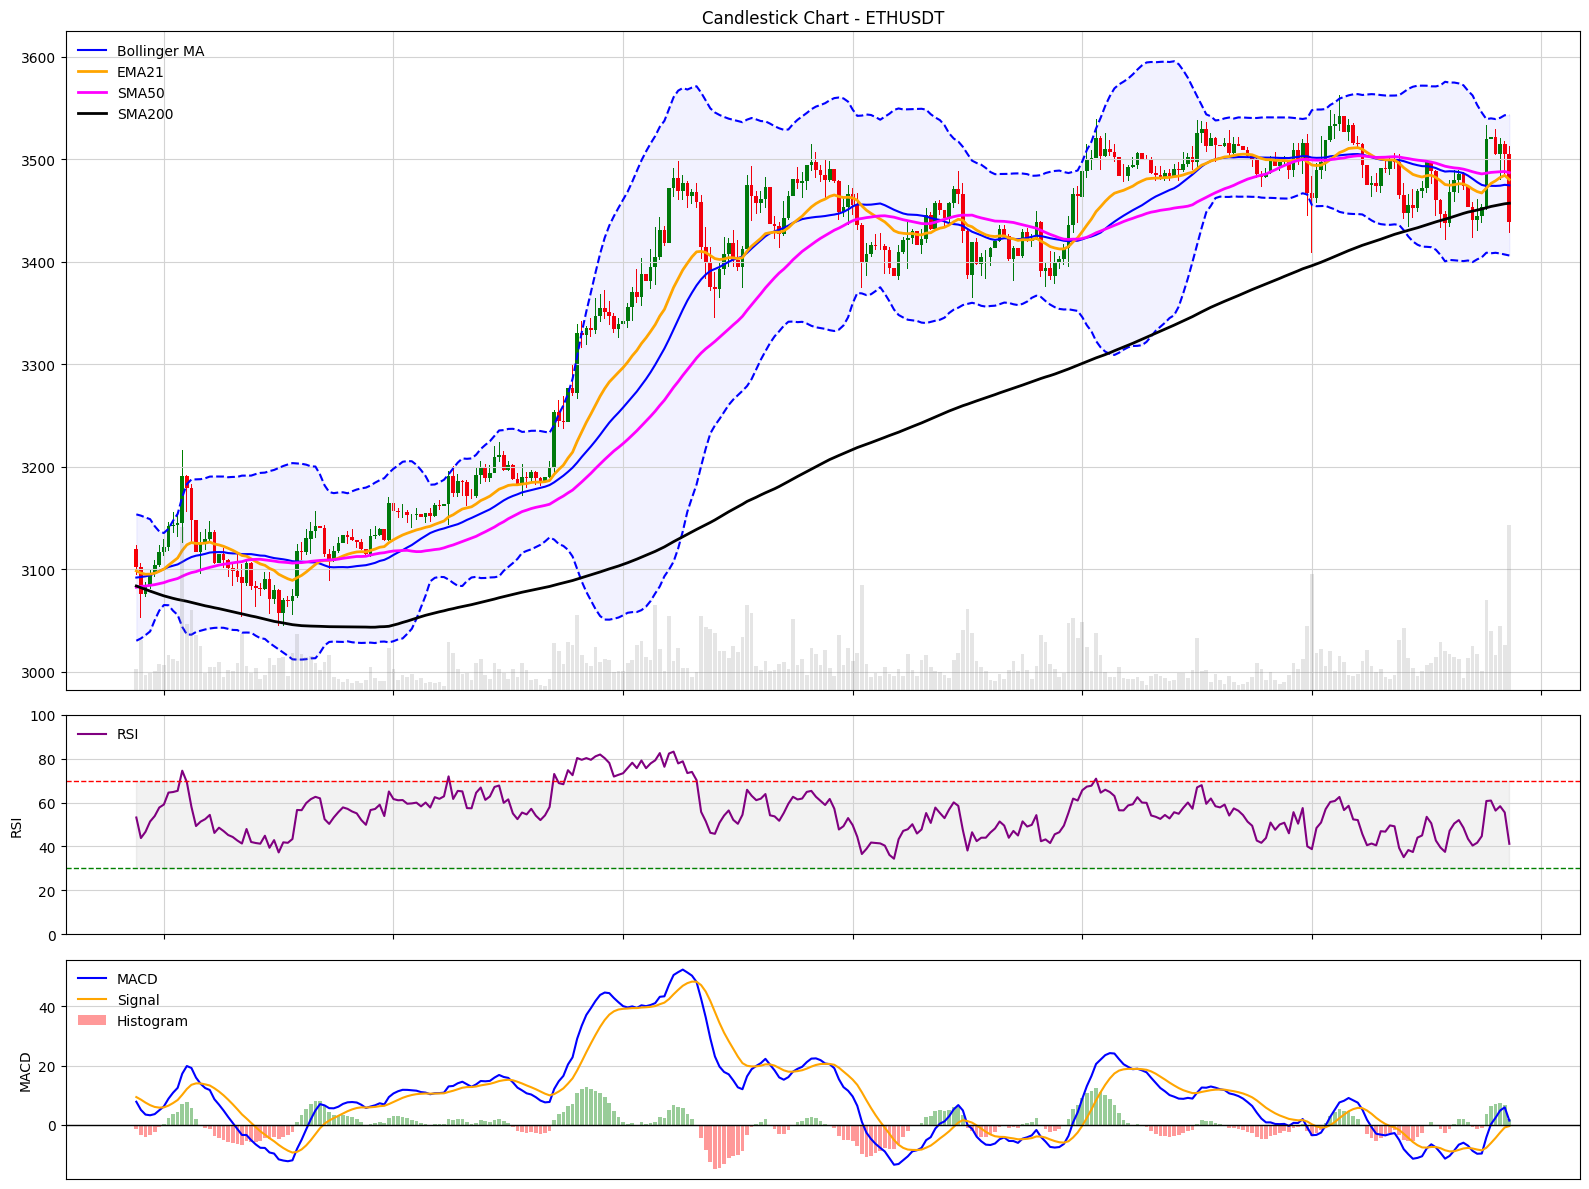 Candlestick Chart - ETHUSDT
Bollinger MA
EMA21
SMA50
SMA200
3600
3500
3400
3300
3200
3100
3000
RSI
RSI
100
80
60
40
20
0
MACD
Signal
Histogram
MACD
40
20
0